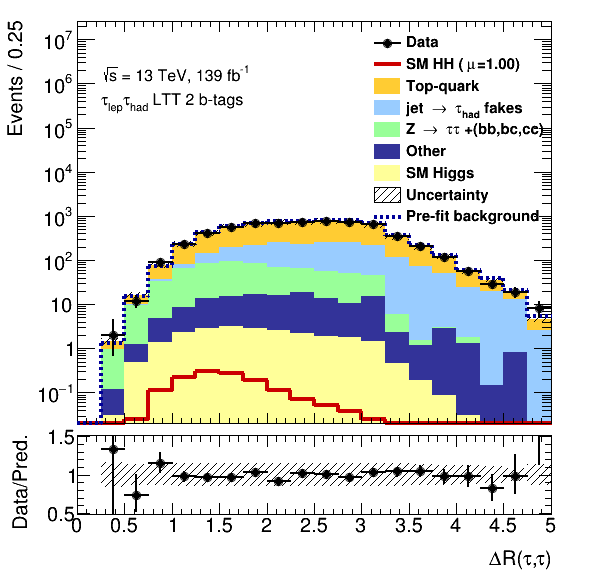 Events / 0.25
10⁷
10⁶
10⁵
10⁴
10³
10²
10
1
10⁻¹
√s = 13 TeV, 139 fb⁻¹
τ_lep τ_had LTT 2 b-tags
Data
SM HH ( μ=1.00)
Top-quark
jet → τ_had fakes
Z → ττ +(bb,bc,cc)
Other
SM Higgs
Uncertainty
Pre-fit background
Data/Pred.
1.5
1
0.5
0 0.5 1 1.5 2 2.5 3 3.5 4 4.5 5
ΔR(τ,τ)